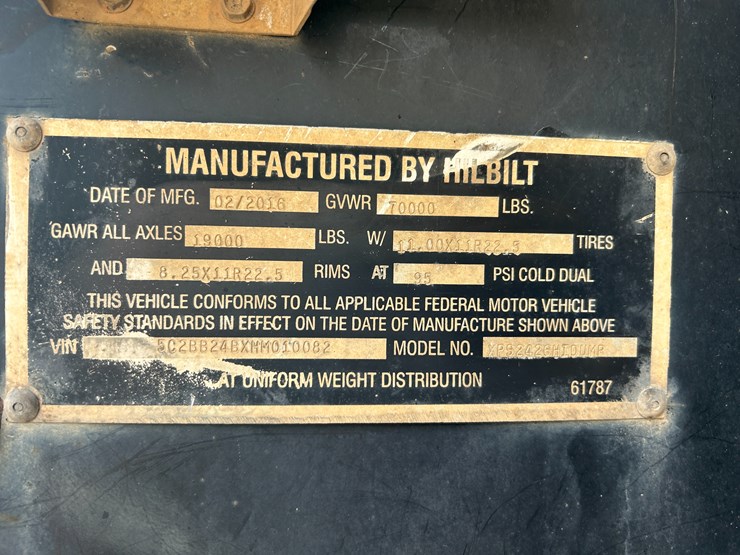 MANUFACTURED BY HILBILT
DATE OF MFG. 02/2016 GVWR 70000 LBS.
GAWR ALL AXLES 19000 LBS. W/ 11.00X11R22.5 TIRES
AND 8.25X11R22.5 RIMS AT 95 PSI COLD DUAL
THIS VEHICLE CONFORMS TO ALL APPLICABLE FEDERAL MOTOR VEHICLE
SAFETY STANDARDS IN EFFECT ON THE DATE OF MANUFACTURE SHOWN ABOVE
VIN MODEL NO.
AT UNIFORM WEIGHT DISTRIBUTION 61787